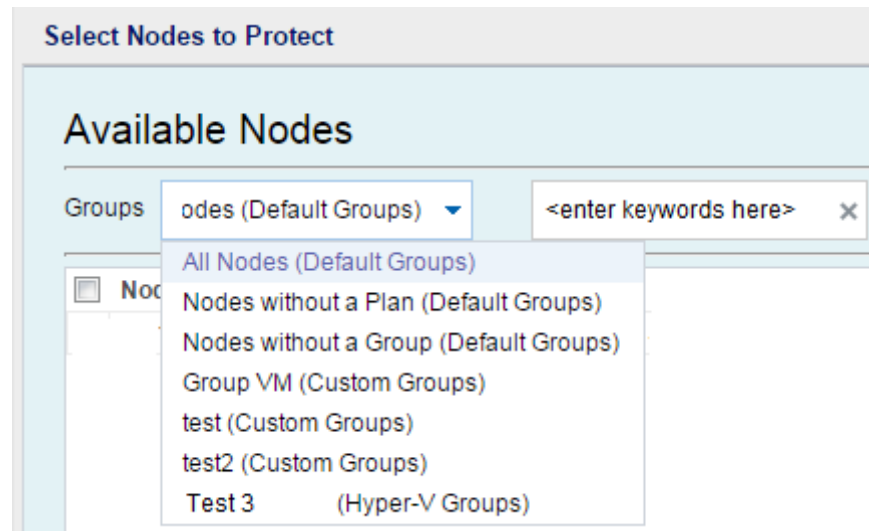 Select Nodes to Protect
Available Nodes
Groups odes (Default Groups) <enter keywords here>
All Nodes (Default Groups)
Nodes without a Plan (Default Groups)
Nodes without a Group (Default Groups)
Group VM (Custom Groups)
test (Custom Groups)
test2 (Custom Groups)
Test 3 (Hyper-V Groups)